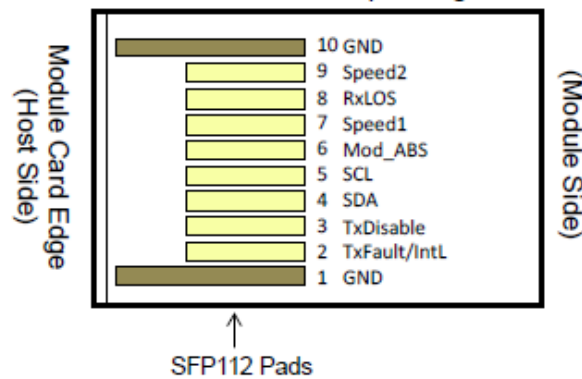 Module Card Edge
(Host Side)
10 GND
9 Speed2
8 RxLOS
7 Speed1
6 Mod_ABS
5 SCL
4 SDA
3 TxDisable
2 TxFault/IntL
1 GND
(Module Side)
SFP112 Pads